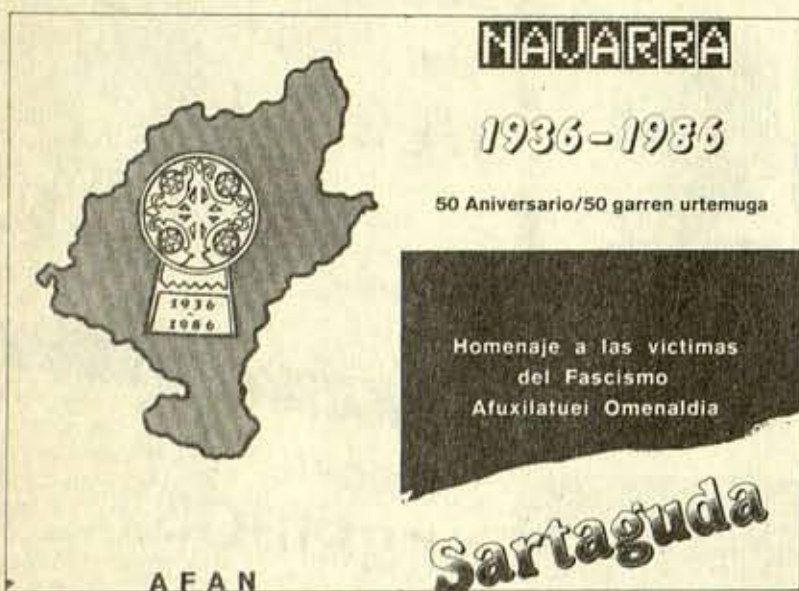 1936
-
1986
AFAN
NAVARRA
1936-1986
50 Aniversario/50 garren urtemuga
Homenaje a las victimas
del Fascismo
Afuxilatuei Omenaldia
Sartaguda